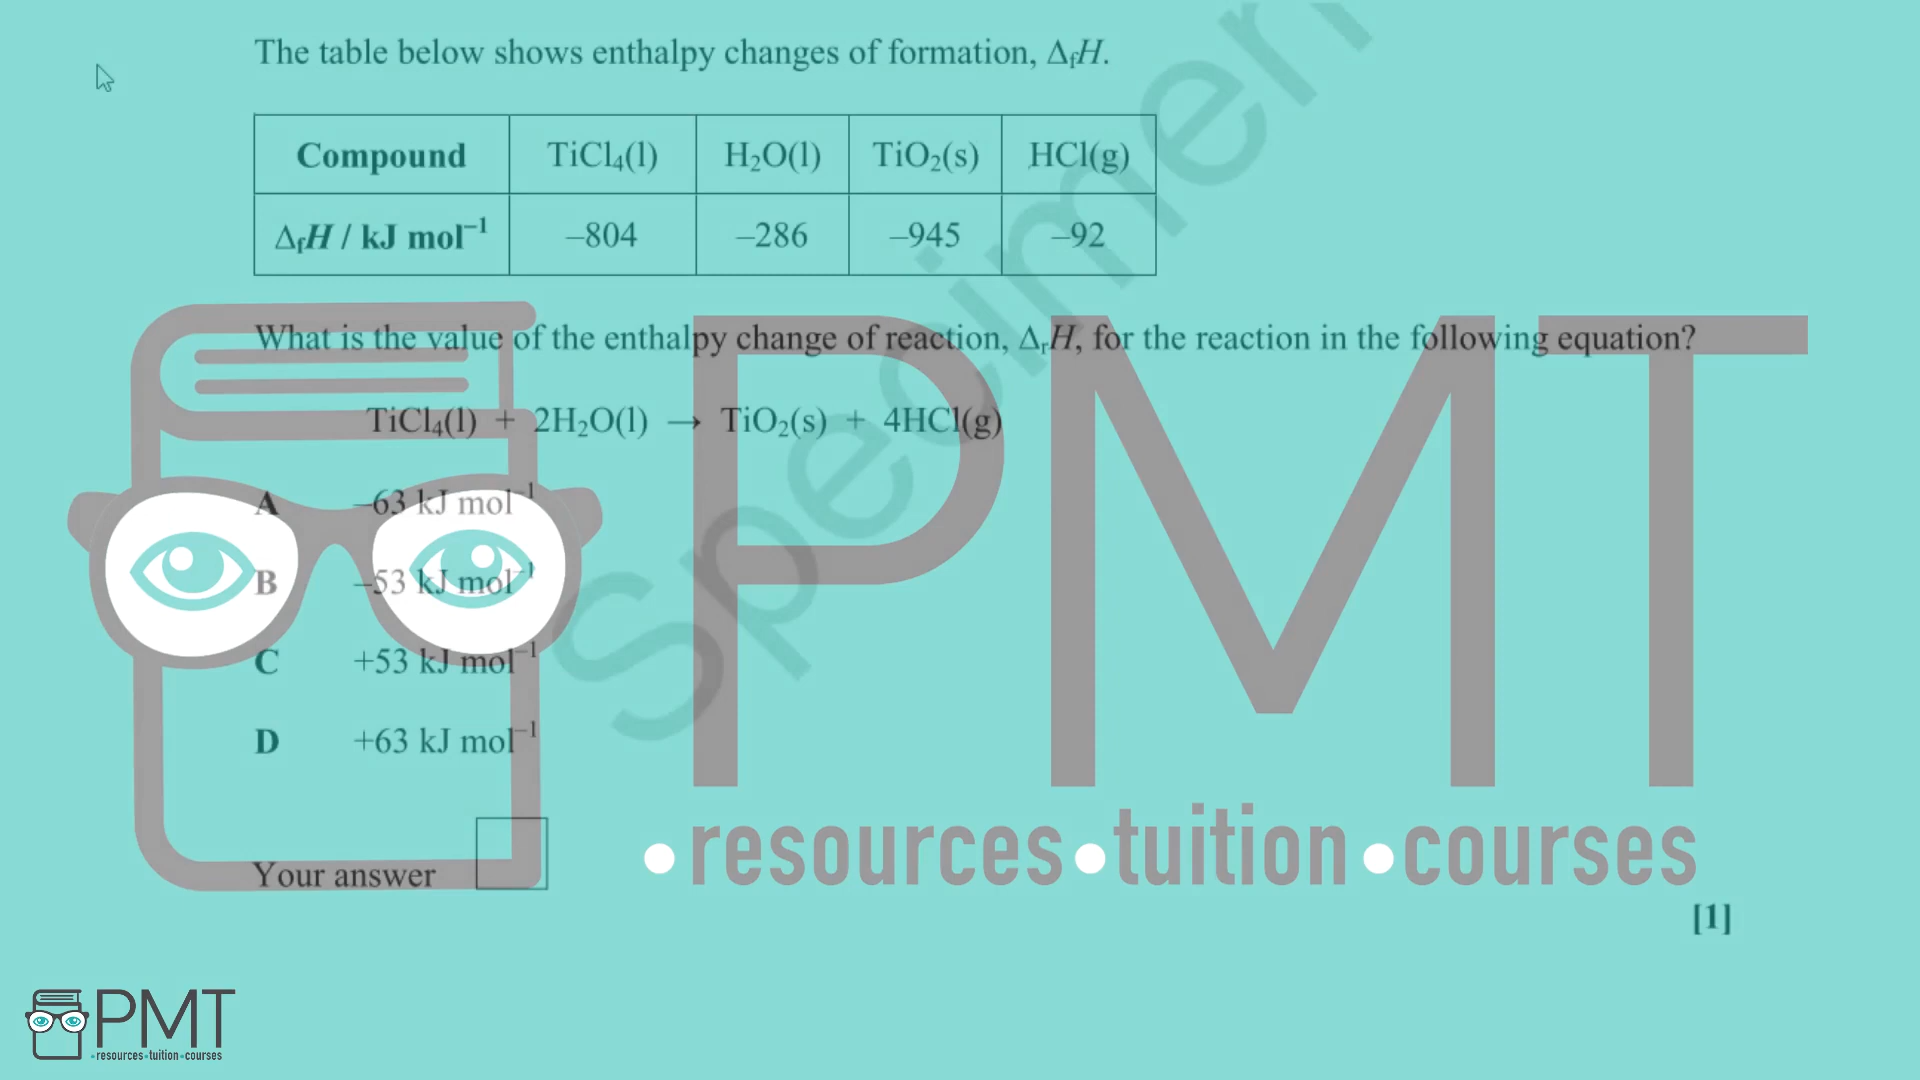 The table below shows enthalpy changes of formation, ΔfH.
Compound TiCl₄(l) H₂O(l) TiO₂(s) HCl(g)
ΔfH / kJ mol⁻¹ –804 –286 –945 –92
What is the value of the enthalpy change of reaction, ΔrH, for the reaction in the following equation?
TiCl₄(l) + 2H₂O(l) → TiO₂(s) + 4HCl(g)
A –63 kJ mol⁻¹
B –53 kJ mol⁻¹
C +53 kJ mol⁻¹
D +63 kJ mol⁻¹
Your answer
[1]
Specimen
PMT
•resources•tuition•courses
PMT
•resources•tuition•courses